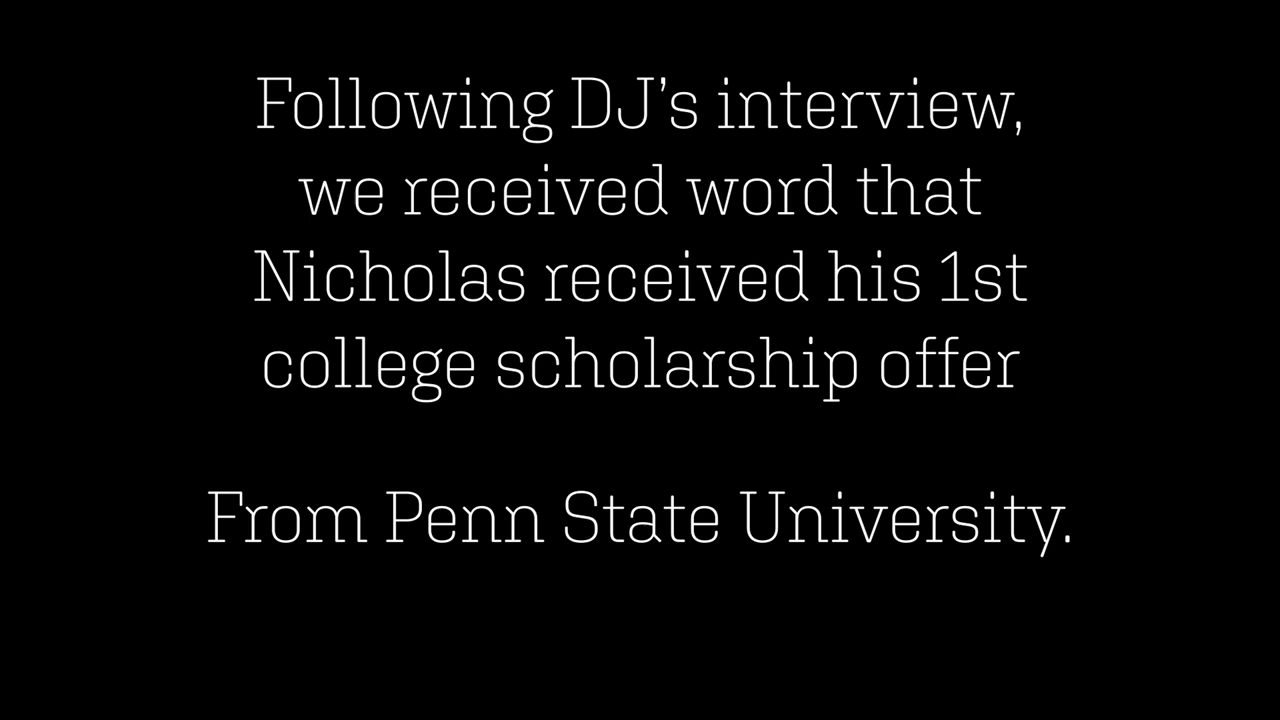 Following DJ’s interview,
we received word that
Nicholas received his 1st
college scholarship offer
From Penn State University.